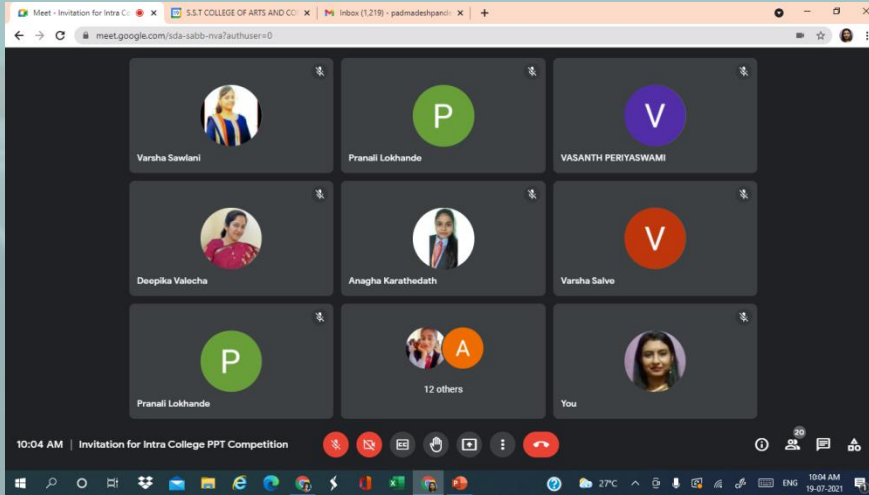 Meet - Invitation for Intra Co
S.S.T COLLEGE OF ARTS AND CO
Inbox (1,219) - padmadeshpand
meet.google.com/sda-sabb-nva?authuser=0
Varsha Sawlani
P
Pranali Lokhande
V
VASANTH PERIYASWAMI
Deepika Valecha
Anagha Karathedath
V
Varsha Salve
P
Pranali Lokhande
A
12 others
You
10:04 AM | Invitation for Intra College PPT Competition
20
27°C
ENG
10:04 AM
19-07-2021